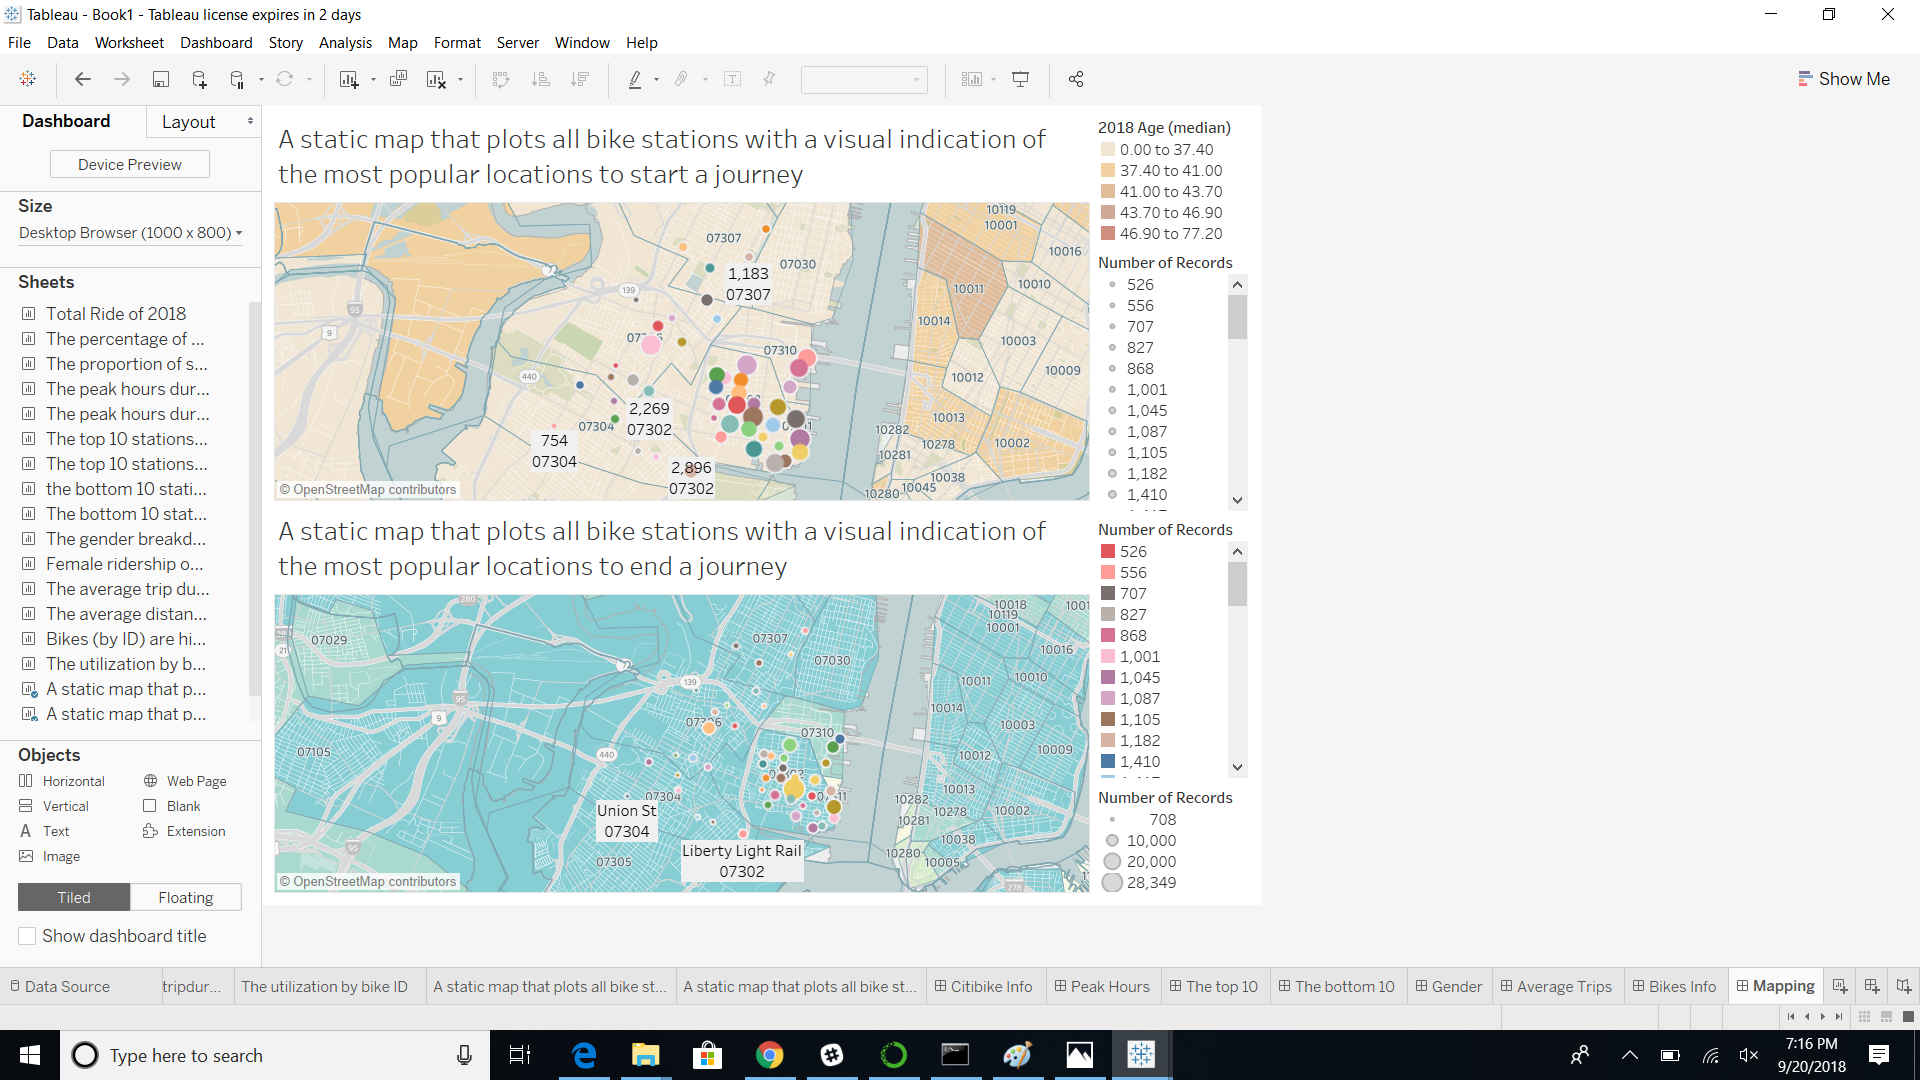 Tableau - Book1 - Tableau license expires in 2 days
File Data Worksheet Dashboard Story Analysis Map Format Server Window Help
Show Me
Dashboard Layout
Device Preview
Size
Desktop Browser (1000 x 800)
Sheets
Total Ride of 2018
The percentage of ...
The proportion of s...
The peak hours dur...
The peak hours dur...
The top 10 stations...
The top 10 stations...
the bottom 10 stati...
The bottom 10 stat...
The gender breakd...
Female ridership o...
The average trip du...
The average distan...
Bikes (by ID) are hi...
The utilization by b...
A static map that p...
A static map that p...
Objects
Horizontal Web Page
Vertical Blank
Text Extension
Image
Tiled Floating
Show dashboard title
A static map that plots all bike stations with a visual indication of
the most popular locations to start a journey
10119
10001
07307
10016
07030
1,183
07307
10011
10010
139
95
9
10014
10003
07310
440
10012
10009
2,269
07302
07304
10013
754
07304
10282
10278
10002
10281
2,896
07302
10038
10280
10045
© OpenStreetMap contributors
2018 Age (median)
0.00 to 37.40
37.40 to 41.00
41.00 to 43.70
43.70 to 46.90
46.90 to 77.20
Number of Records
526
556
707
827
868
1,001
1,045
1,087
1,105
1,182
1,410
A static map that plots all bike stations with a visual indication of
the most popular locations to end a journey
280
10018
10119
10001
07029
21
07307
10016
07030
139
10011
10010
95
9
10014
07306
10003
07310
440
10012
10009
07105
07304
10013
10282
10278
10002
Union St
07304
10281
10038
Liberty Light Rail
07302
07305
10280
10005
95
278
© OpenStreetMap contributors
Number of Records
526
556
707
827
868
1,001
1,045
1,087
1,105
1,182
1,410
Number of Records
708
10,000
20,000
28,349
Data Source tripdur... The utilization by bike ID A static map that plots all bike st... A static map that plots all bike st... Citibike Info Peak Hours The top 10 The bottom 10 Gender Average Trips Bikes Info Mapping
Type here to search
7:16 PM
9/20/2018